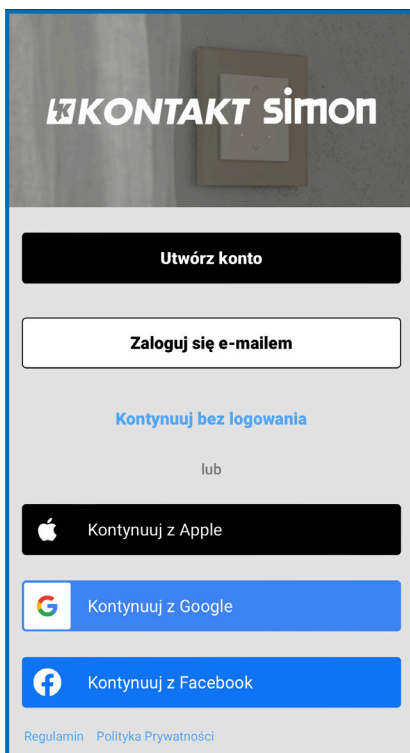 KONTAKT simon
Utwórz konto
Zaloguj się e-mailem
Kontynuuj bez logowania
lub
Kontynuuj z Apple
Kontynuuj z Google
Kontynuuj z Facebook
Regulamin Polityka Prywatności